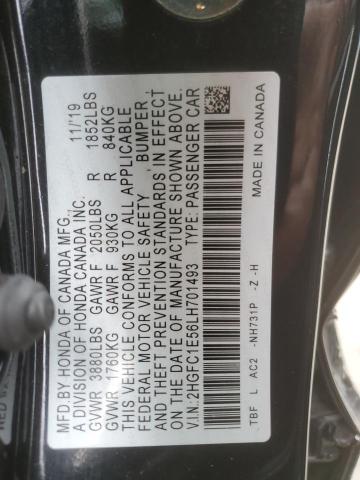 MFD.BY HONDA OF CANADA MFG., 11/'19
A DIVISION OF HONDA CANADA INC.
GVWR 3880LBS GAWR F 2050LBS R 1852LBS
GVWR 1760KG GAWR F 930KG R 840KG
THIS VEHICLE CONFORMS TO ALL APPLICABLE
FEDERAL MOTOR VEHICLE SAFETY, BUMPER,
AND THEFT PREVENTION STANDARDS IN EFFECT
ON THE DATE OF MANUFACTURE SHOWN ABOVE.
V.I.N: 2HGFC1E56LH701493 TYPE: PASSENGER CAR
TBF L AC2 -NH731P -Z -H MADE IN CANADA